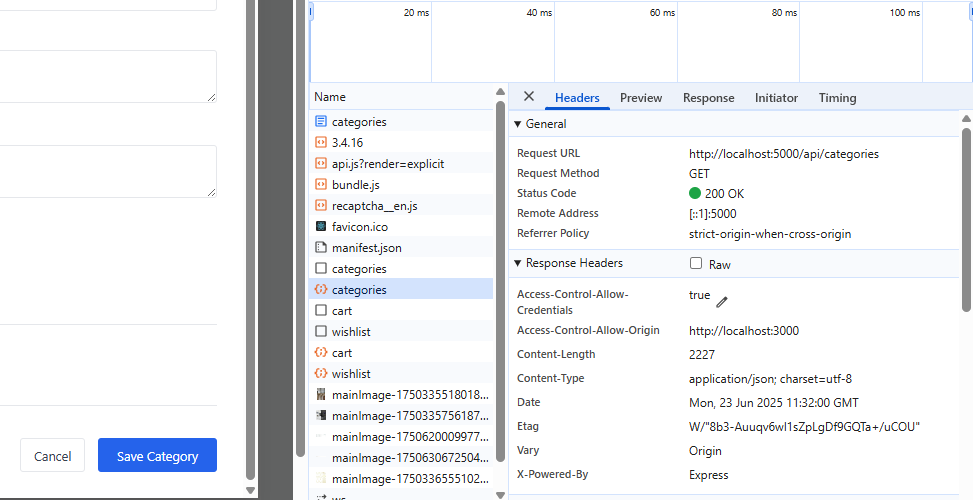 20 ms
40 ms
60 ms
80 ms
100 ms
Name
categories
3.4.16
api.js?render=explicit
bundle.js
recaptcha__en.js
favicon.ico
manifest.json
categories
categories
cart
wishlist
cart
wishlist
mainImage-1750335518018...
mainImage-1750335756187...
mainImage-1750620009977...
mainImage-1750630672504...
mainImage-1750336555102...
ws
Headers
Preview
Response
Initiator
Timing
General
Request URL
http://localhost:5000/api/categories
Request Method
GET
Status Code
200 OK
Remote Address
[::1]:5000
Referrer Policy
strict-origin-when-cross-origin
Response Headers
Raw
Access-Control-Allow-
Credentials
true
Access-Control-Allow-Origin
http://localhost:3000
Content-Length
2227
Content-Type
application/json; charset=utf-8
Date
Mon, 23 Jun 2025 11:32:00 GMT
Etag
W/"8b3-Auuqv6wI1sZpLgDf9GQTa+/uCOU"
Vary
Origin
X-Powered-By
Express
Cancel
Save Category